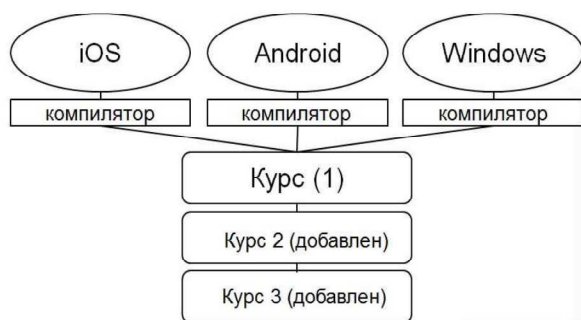 iOS
Android
Windows
компилятор
компилятор
компилятор
Курс (1)
Курс 2 (добавлен)
Курс 3 (добавлен)